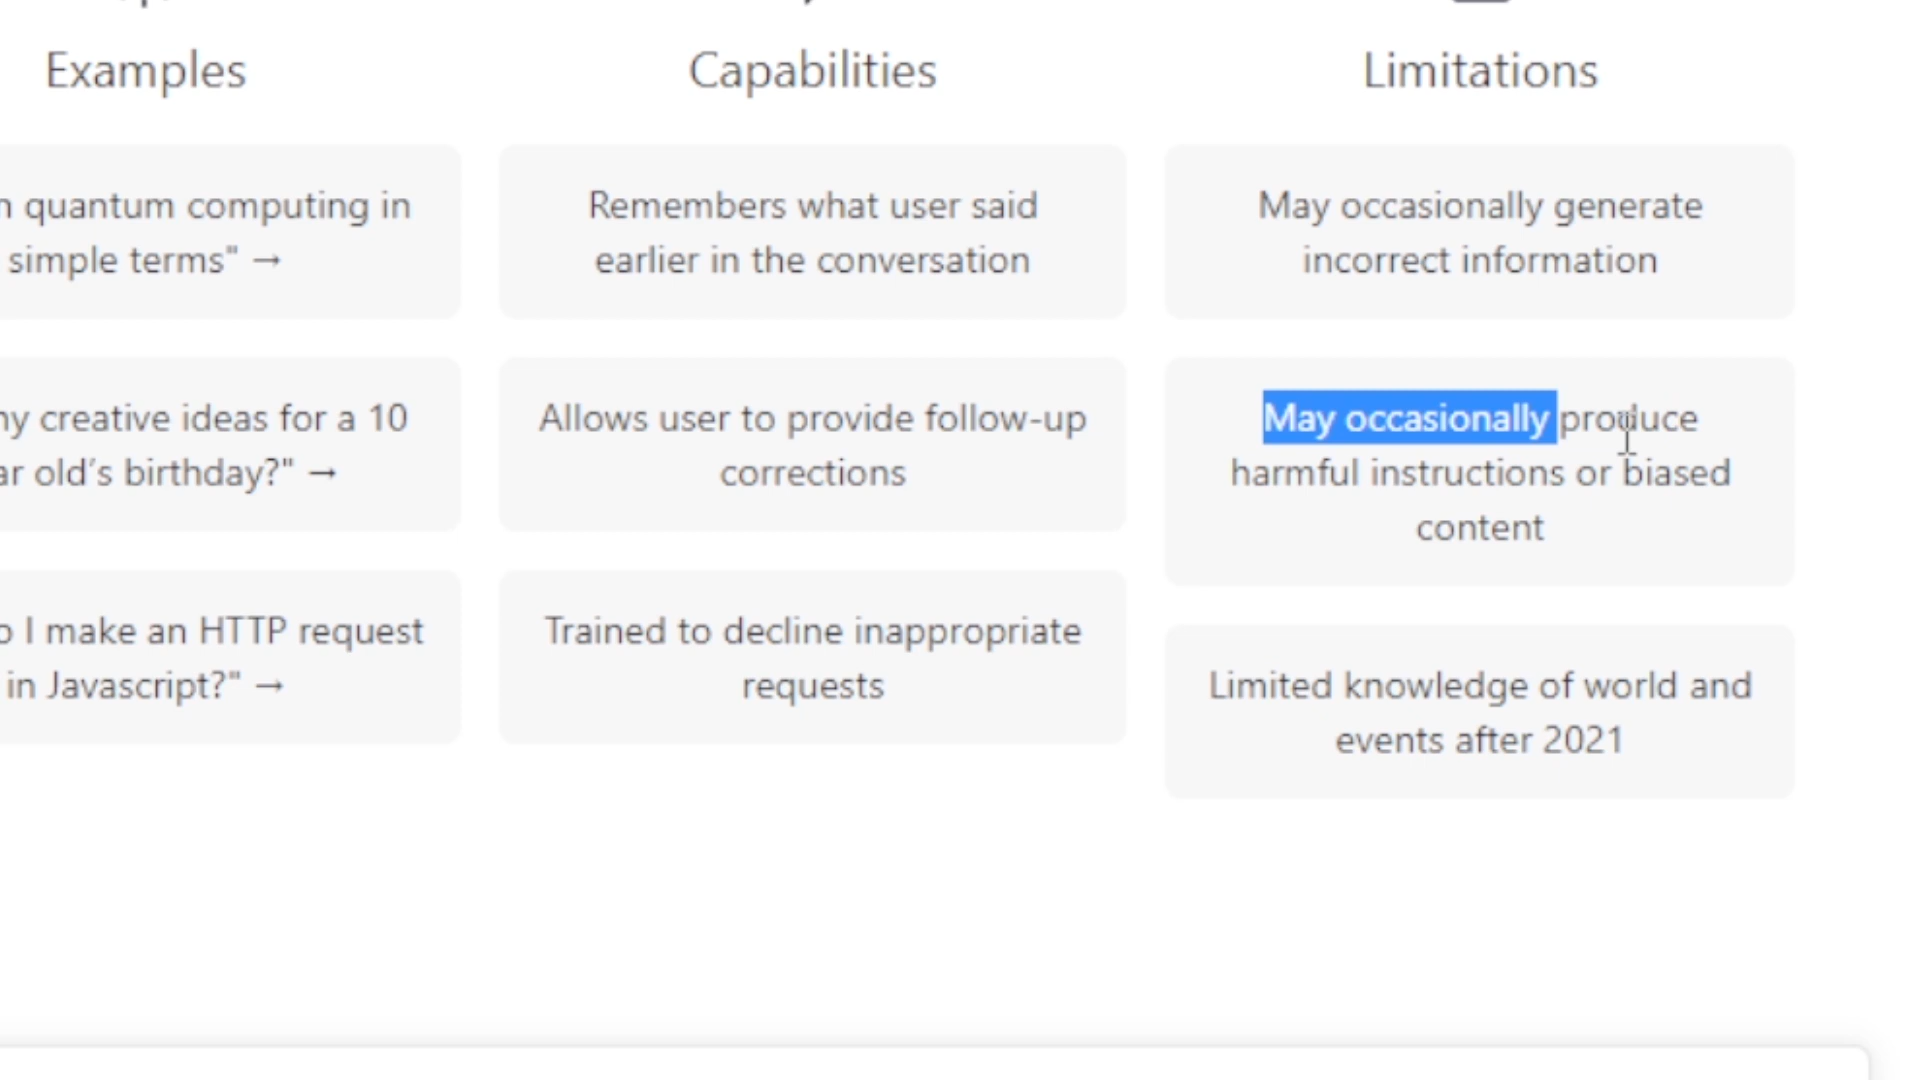 Examples
quantum computing in
simple terms" →
creative ideas for a 10
old's birthday?" →
I make an HTTP request
in Javascript?" →
Capabilities
Remembers what user said
earlier in the conversation
Allows user to provide follow-up
corrections
Trained to decline inappropriate
requests
Limitations
May occasionally generate
incorrect information
May occasionally produce
harmful instructions or biased
content
Limited knowledge of world and
events after 2021